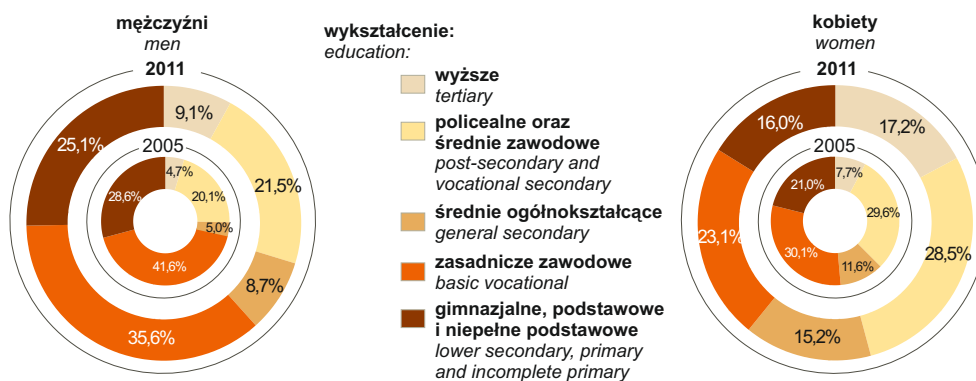 mężczyźni
men
2011
9,1%
21,5%
8,7%
35,6%
25,1%
2005
4,7%
20,1%
5,0%
41,6%
28,6%
wykształcenie:
education:
wyższe
tertiary
policealne oraz
średnie zawodowe
post-secondary and
vocational secondary
średnie ogólnokształcące
general secondary
zasadnicze zawodowe
basic vocational
gimnazjalne, podstawowe
i niepełne podstawowe
lower secondary, primary
and incomplete primary
kobiety
women
2011
17,2%
28,5%
15,2%
23,1%
16,0%
2005
7,7%
29,6%
11,6%
30,1%
21,0%